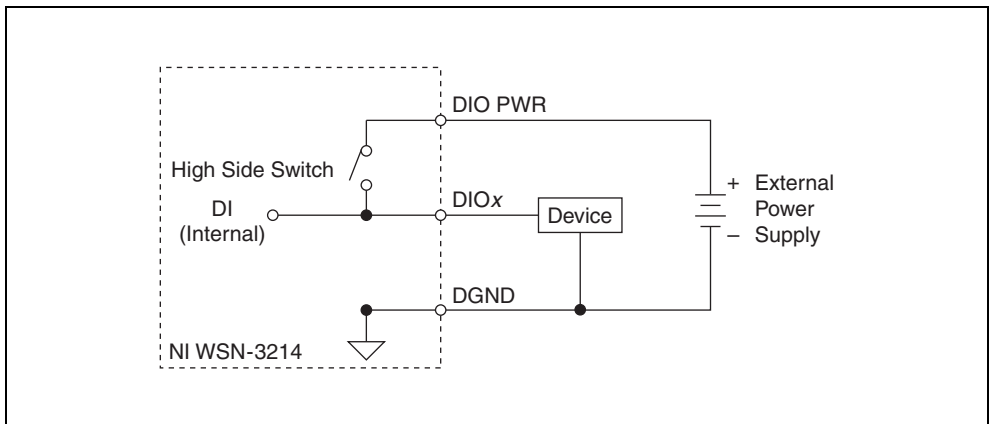 DIO PWR
High Side Switch
DI
(Internal)
DIOx
Device
+ External
Power
– Supply
DGND
NI WSN-3214